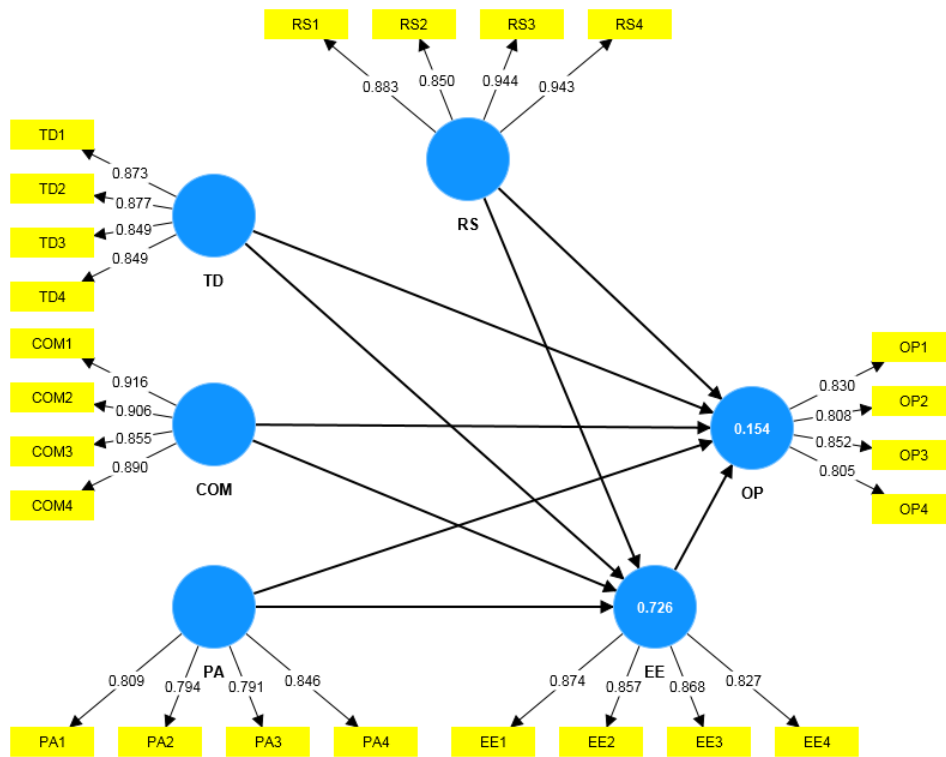 RS1
RS2
RS3
RS4
0.883
0.850
0.944
0.943
RS
TD1
TD2
TD3
TD4
0.873
0.877
0.849
0.849
TD
COM1
COM2
COM3
COM4
0.916
0.906
0.855
0.890
COM
0.154
OP
0.830
0.808
0.852
0.805
OP1
OP2
OP3
OP4
PA
0.809
0.794
0.791
0.846
PA1
PA2
PA3
PA4
0.726
EE
0.874
0.857
0.868
0.827
EE1
EE2
EE3
EE4